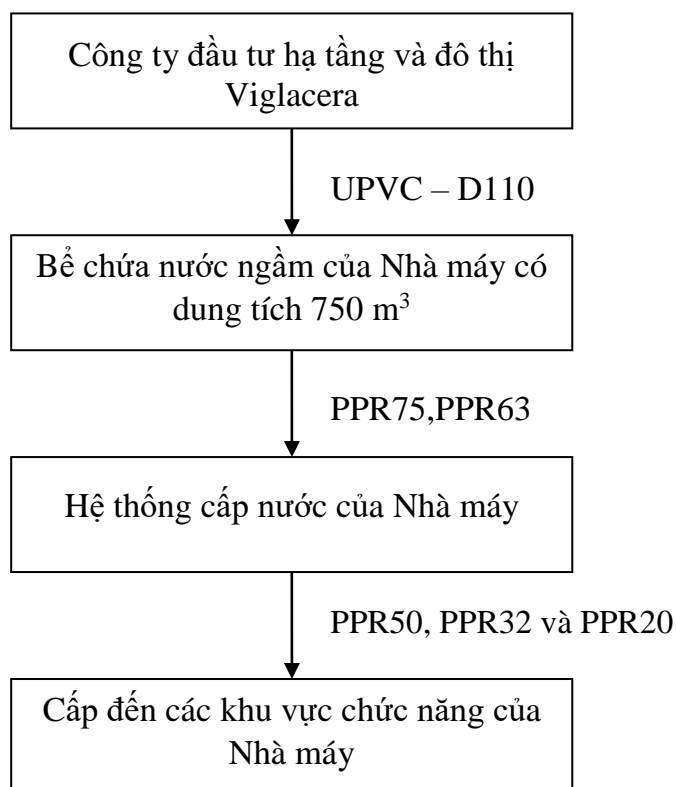 Công ty đầu tư hạ tầng và đô thị
Viglacera
UPVC – D110
Bể chứa nước ngầm của Nhà máy có
dung tích 750 m³
PPR75,PPR63
Hệ thống cấp nước của Nhà máy
PPR50, PPR32 và PPR20
Cấp đến các khu vực chức năng của
Nhà máy